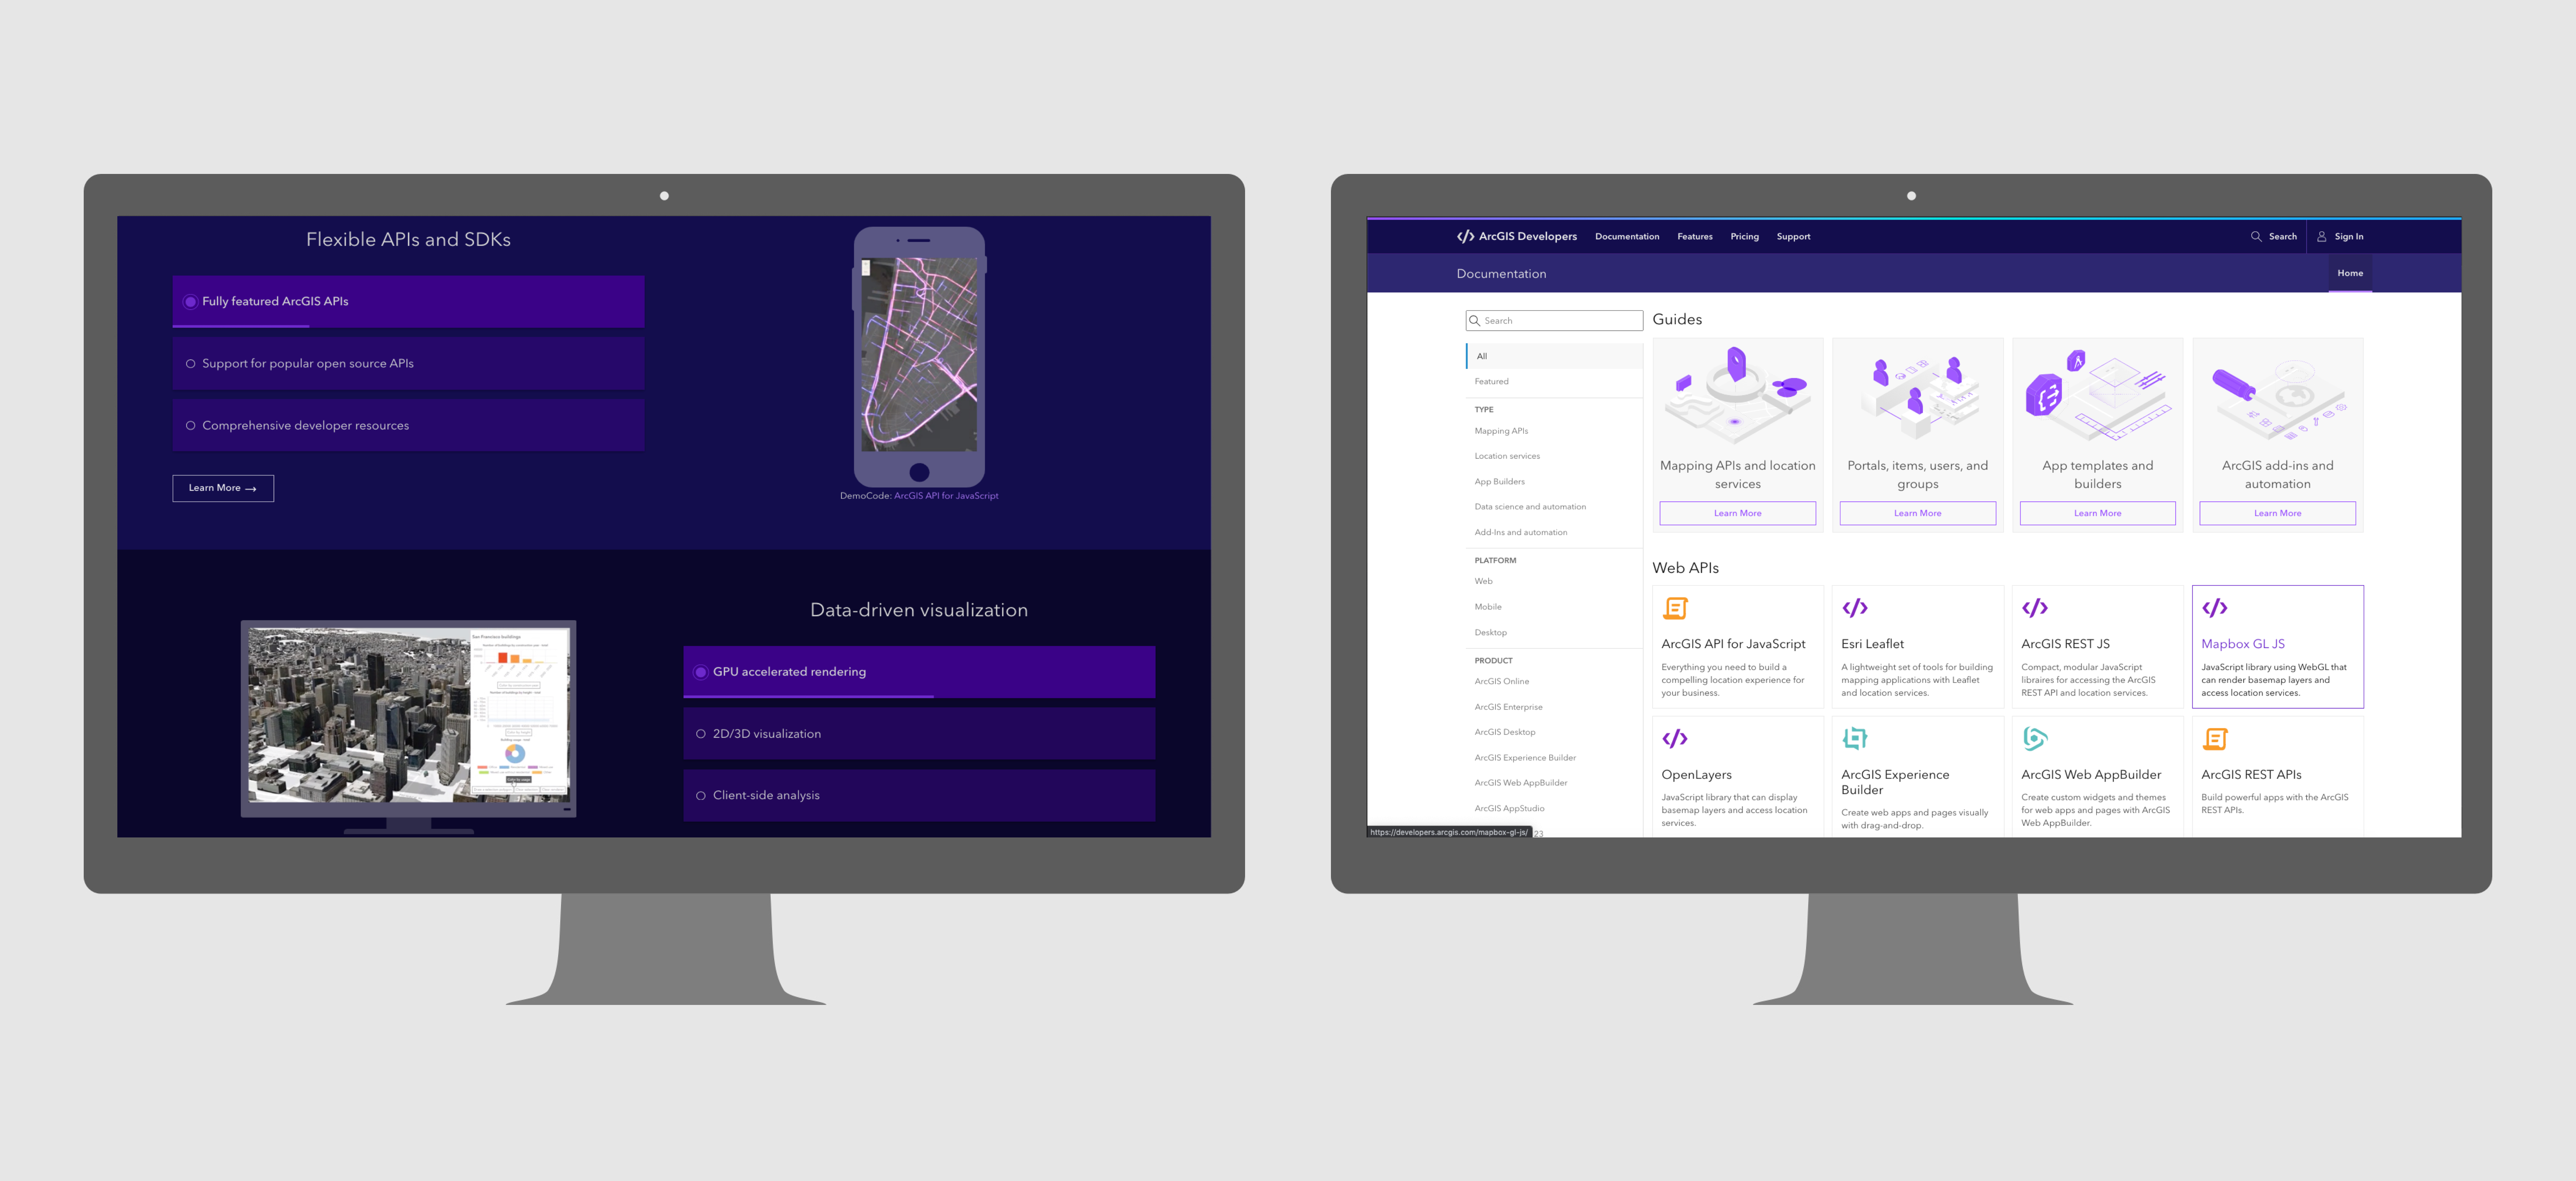 Flexible APIs and SDKs
Fully featured ArcGIS APIs
Support for popular open source APIs
Comprehensive developer resources
Learn More →
Demo Code: ArcGIS API for JavaScript
Data-driven visualization
San Francisco buildings
GPU accelerated rendering
2D/3D visualization
Client-side analysis
</> ArcGIS Developers Documentation Features Pricing Support Search Sign In
Documentation Home
Search
All
Featured
TYPE
Mapping APIs
Location services
App Builders
Data science and automation
Add-Ins and automation
PLATFORM
Web
Mobile
Desktop
PRODUCT
ArcGIS Online
ArcGIS Enterprise
ArcGIS Desktop
ArcGIS Experience Builder
ArcGIS Web AppBuilder
ArcGIS AppStudio
https://developers.arcgis.com/mapbox-gl-js/ 23
Guides
Mapping APIs and location
services
Learn More
Portals, items, users, and
groups
Learn More
App templates and
builders
Learn More
ArcGIS add-ins and
automation
Learn More
Web APIs
ArcGIS API for JavaScript
Everything you need to build a
compelling location experience for
your business.
Esri Leaflet
A lightweight set of tools for building
mapping applications with Leaflet
and location services.
ArcGIS REST JS
Compact, modular JavaScript
libraires for accessing the ArcGIS
REST API and location services.
Mapbox GL JS
JavaScript library using WebGL that
can render basemap layers and
access location services.
OpenLayers
JavaScript library that can display
basemap layers and access location
services.
ArcGIS Experience
Builder
Create web apps and pages visually
with drag-and-drop.
ArcGIS Web AppBuilder
Create custom widgets and themes
for web apps and pages with ArcGIS
Web AppBuilder.
ArcGIS REST APIs
Build powerful apps with the ArcGIS
REST APIs.